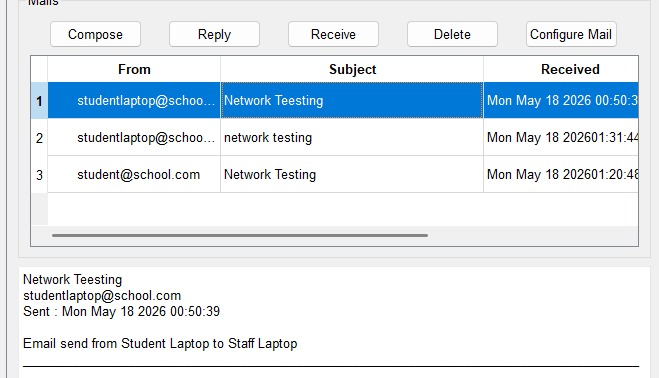 Mails
Compose Reply Receive Delete Configure Mail
From Subject Received
1 studentlaptop@schoo... Network Teesting Mon May 18 2026 00:50:3
2 studentlaptop@schoo... network testing Mon May 18 202601:31:44
3 student@school.com Network Testing Mon May 18 202601:20:48
Network Teesting
studentlaptop@school.com
Sent : Mon May 18 2026 00:50:39
Email send from Student Laptop to Staff Laptop